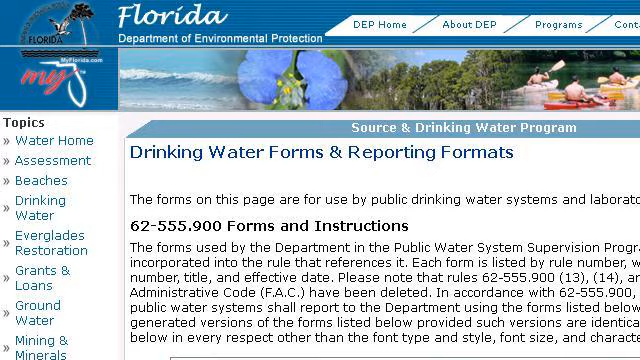 Florida
Department of Environmental Protection
DEP Home
About DEP
Programs
FLORIDA
MyFlorida.com
my
Topics
» Water Home
» Assessment
» Beaches
» Drinking
Water
» Everglades
Restoration
» Grants &
Loans
» Ground
Water
» Mining &
Minerals
Source & Drinking Water Program
Drinking Water Forms & Reporting Formats
The forms on this page are for use by public drinking water systems and laborato
62-555.900 Forms and Instructions
The forms used by the Department in the Public Water System Supervision Progra
incorporated into the rule that references it. Each form is listed by rule number, w
number, title, and effective date. Please note that rules 62-555.900 (13), (14), an
Administrative Code (F.A.C.) have been deleted. In accordance with 62-555.900,
public water systems shall report to the Department using the forms listed below
generated versions of the forms listed below provided such versions are identica
below in every respect other than the font type and style, font size, and characte